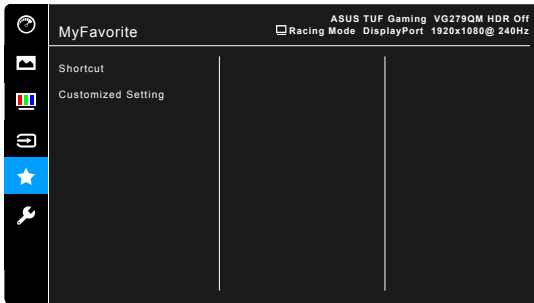 ASUS TUF Gaming VG279QM HDR Off
MyFavorite
Racing Mode DisplayPort 1920x1080@ 240Hz
Shortcut
Customized Setting